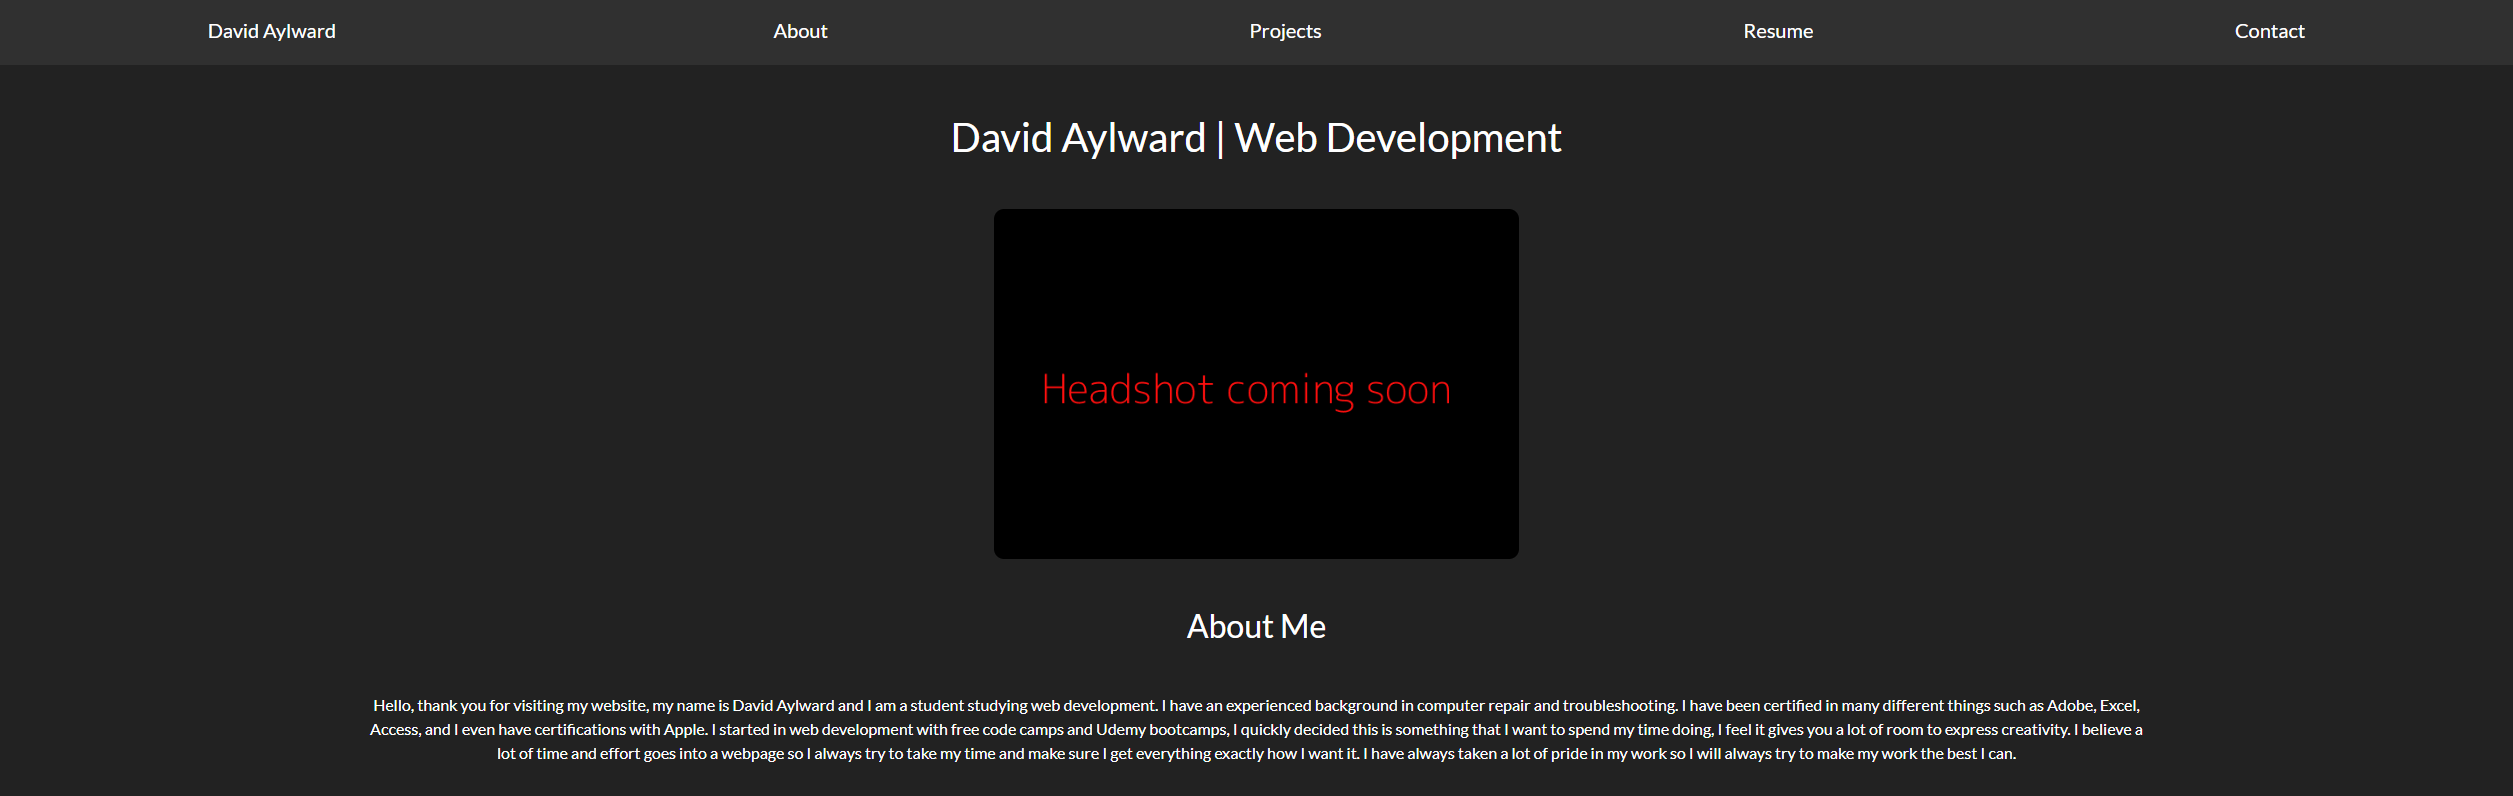 David Aylward About Projects Resume Contact
David Aylward | Web Development
Headshot coming soon
About Me
Hello, thank you for visiting my website, my name is David Aylward and I am a student studying web development. I have an experienced background in computer repair and troubleshooting. I have been certified in many different things such as Adobe, Excel,
Access, and I even have certifications with Apple. I started in web development with free code camps and Udemy bootcamps, I quickly decided this is something that I want to spend my time doing, I feel it gives you a lot of room to express creativity. I believe a
lot of time and effort goes into a webpage so I always try to take my time and make sure I get everything exactly how I want it. I have always taken a lot of pride in my work so I will always try to make my work the best I can.